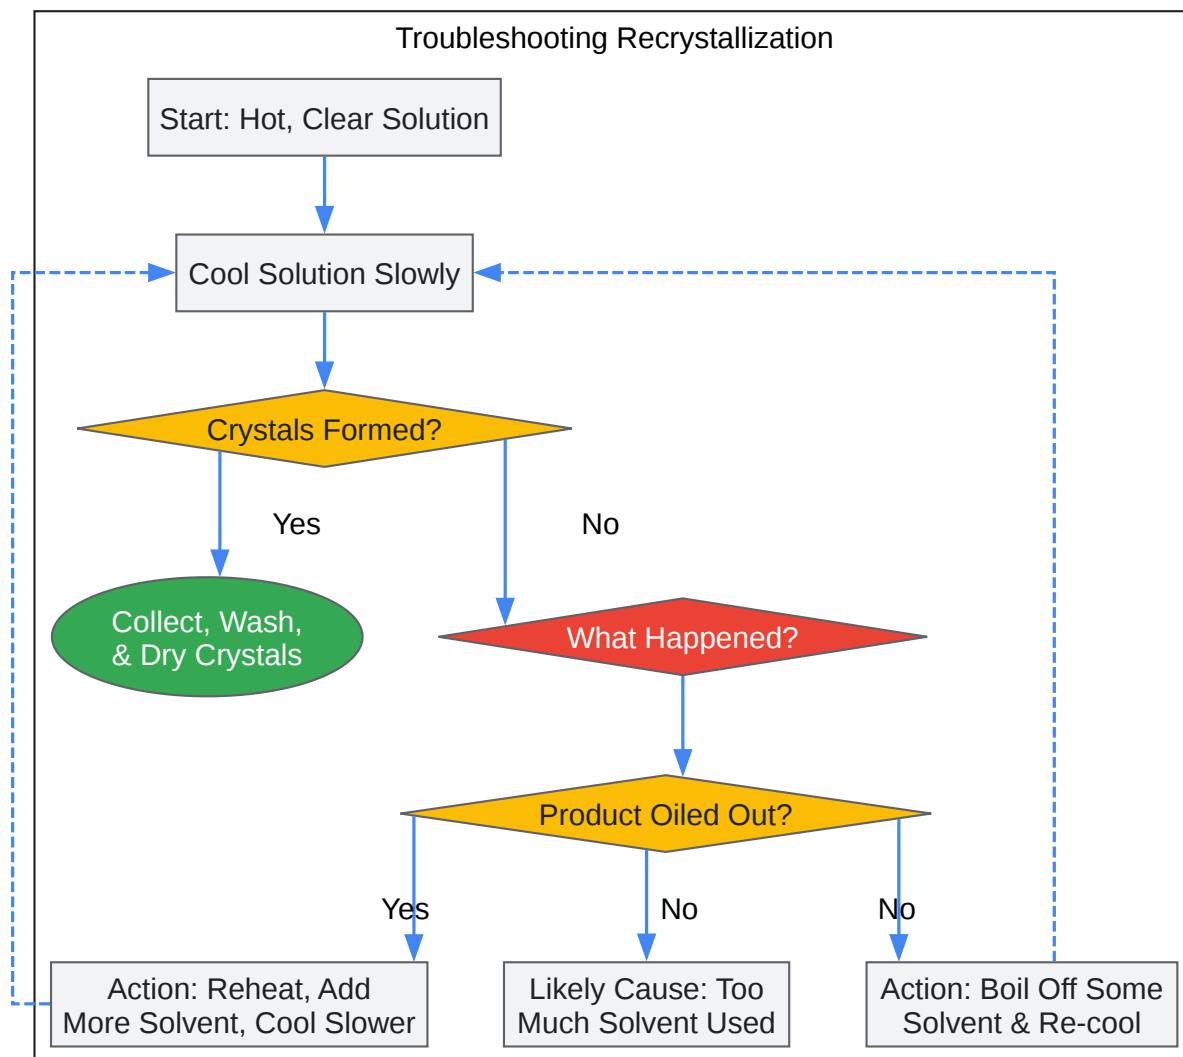 Troubleshooting Recrystallization
Start: Hot, Clear Solution
Cool Solution Slowly
Crystals Formed?
Yes
No
Collect, Wash,
& Dry Crystals
What Happened?
Product Oiled Out?
Yes
No
No
Action: Reheat, Add
More Solvent, Cool Slower
Likely Cause: Too
Much Solvent Used
Action: Boil Off Some
Solvent & Re-cool